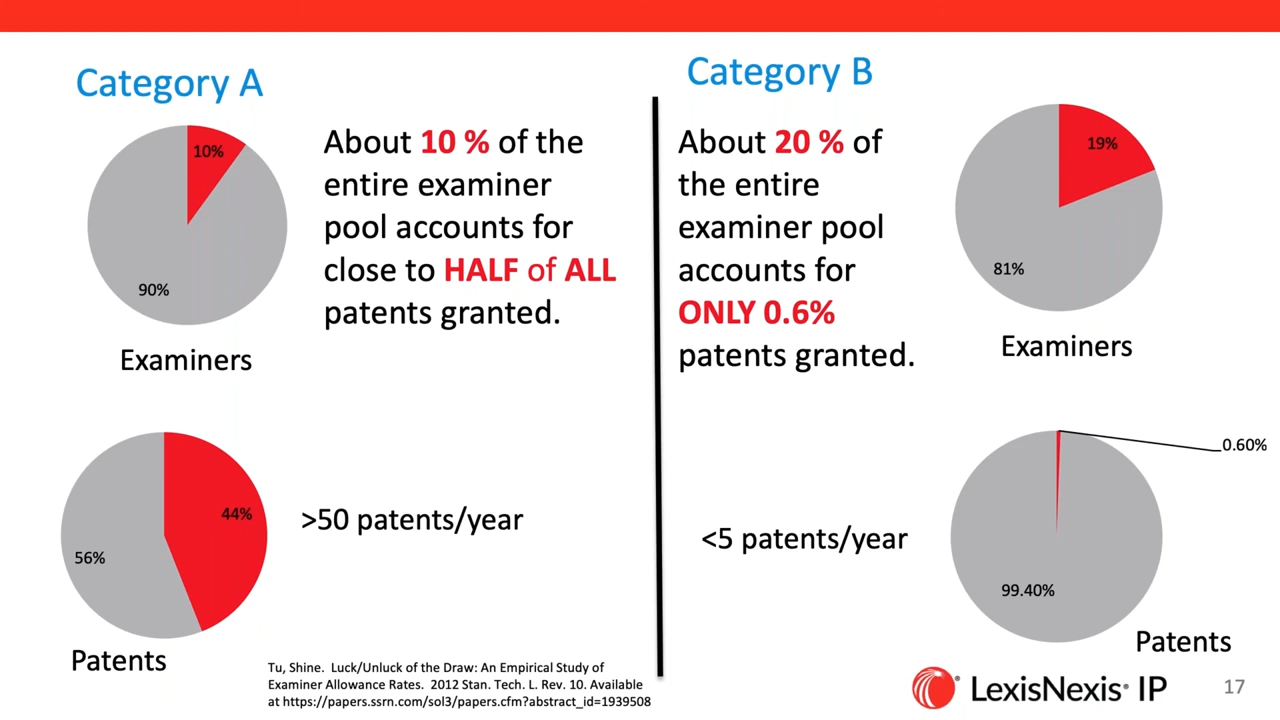 Category A
10%
90%
Examiners
About 10 % of the
entire examiner
pool accounts for
close to HALF of ALL
patents granted.
44%
56%
Patents
>50 patents/year
Category B
About 20 % of
the entire
examiner pool
accounts for
ONLY 0.6%
patents granted.
19%
81%
Examiners
<5 patents/year
0.60%
99.40%
Patents
Tu, Shine. Luck/Unluck of the Draw: An Empirical Study of
Examiner Allowance Rates. 2012 Stan. Tech. L. Rev. 10. Available
at https://papers.ssrn.com/sol3/papers.cfm?abstract_id=1939508
LexisNexis® IP
17